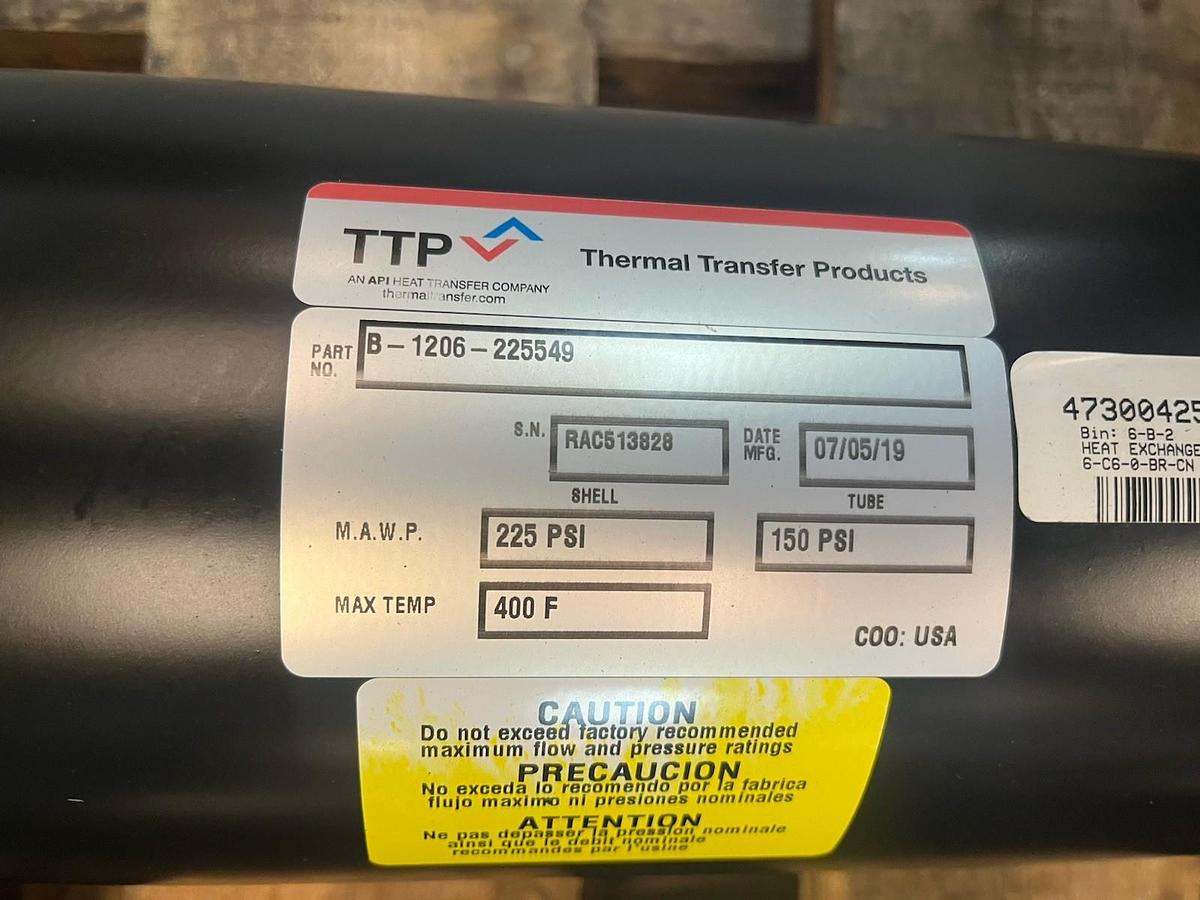 TTP
Thermal Transfer Products
AN API HEAT TRANSFER COMPANY
thermaltransfer.com
PART NO.
B – 1206 – 225549
S.N.
RAC513828
DATE MFG.
07/05/19
SHELL
TUBE
M.A.W.P.
225 PSI
150 PSI
MAX TEMP
400 F
COO: USA
47300425
Bin: 6-B-2
HEAT EXCHANGE
6-C6-0-BR-CN
CAUTION
Do not exceed factory recommended
maximum flow and pressure ratings
PRECAUCION
No exceda lo recomendo por la fabrica
flujo maximo ni presiones nominales
ATTENTION
Ne pas depasser la pression nominale
ainsi que le debit nominale
recommandes par l'usine